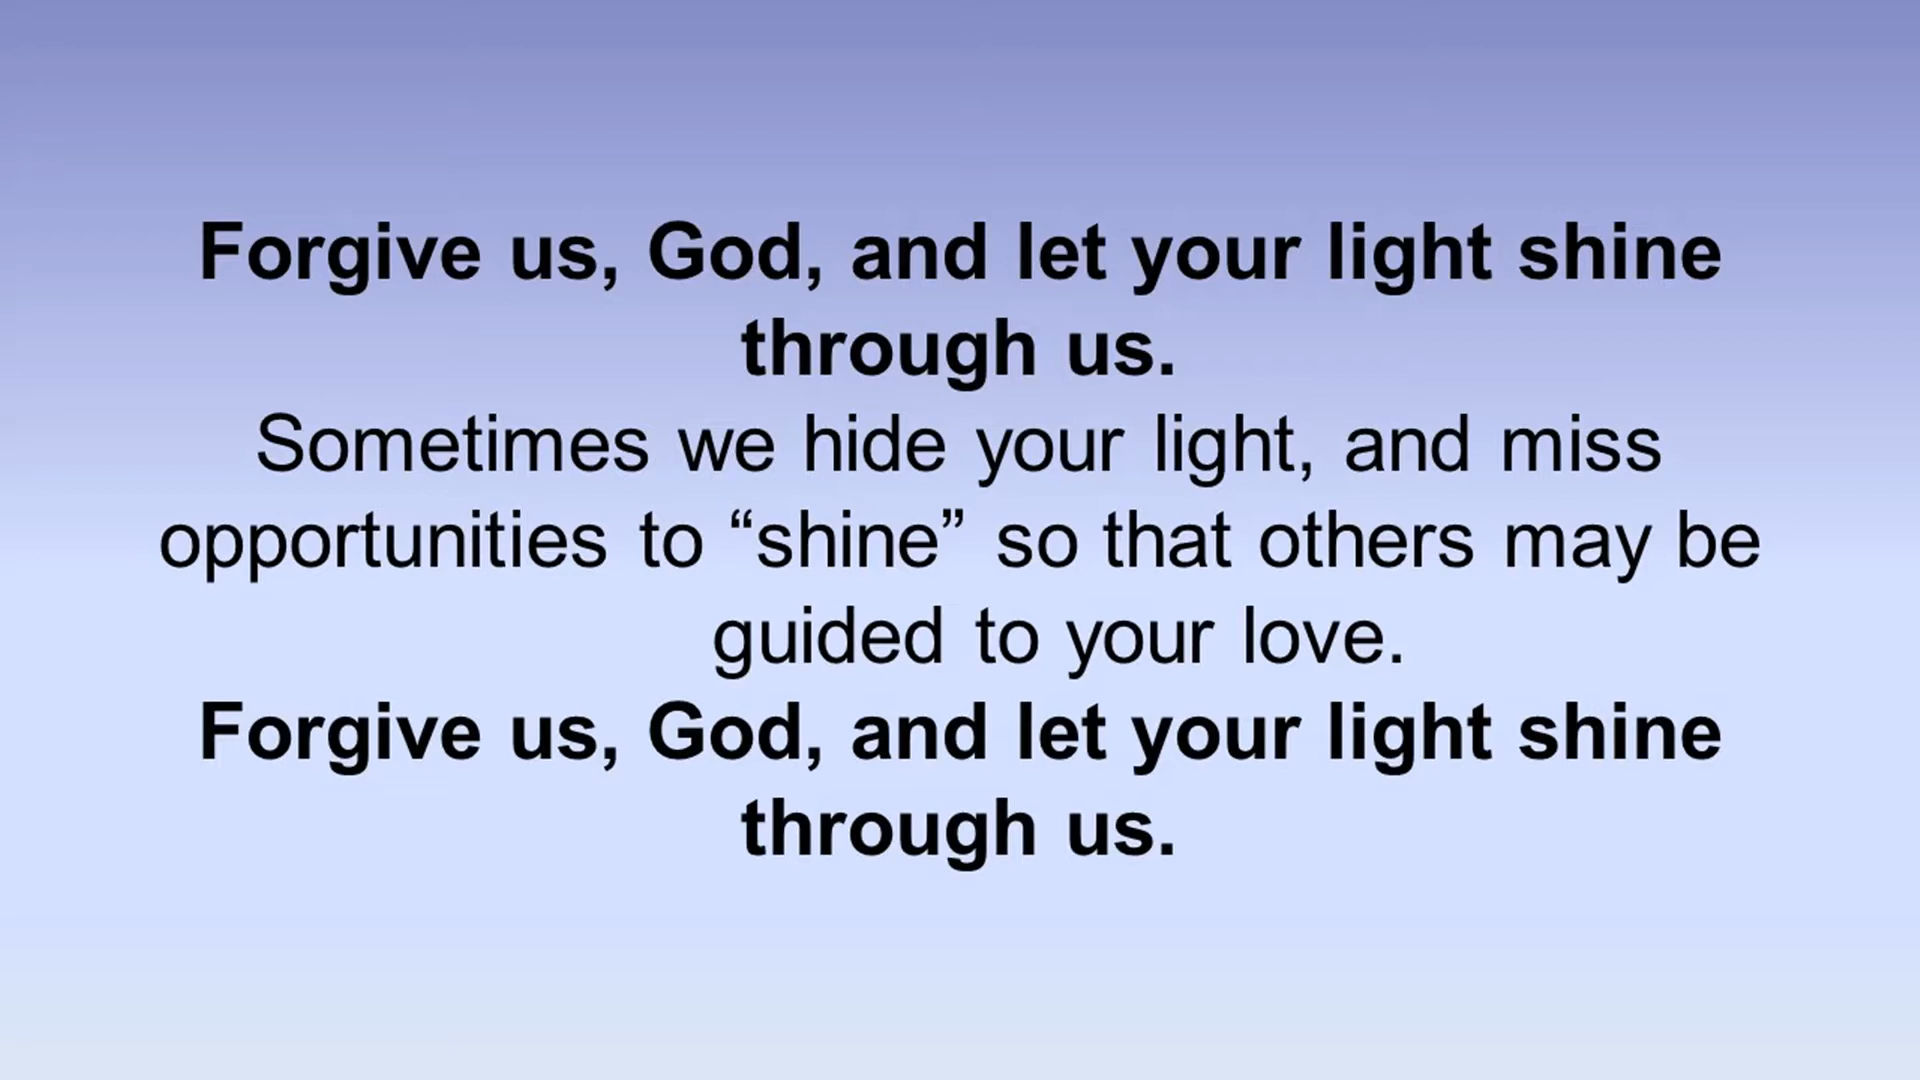 Forgive us, God, and let your light shine
through us.
Sometimes we hide your light, and miss
opportunities to “shine” so that others may be
guided to your love.
Forgive us, God, and let your light shine
through us.